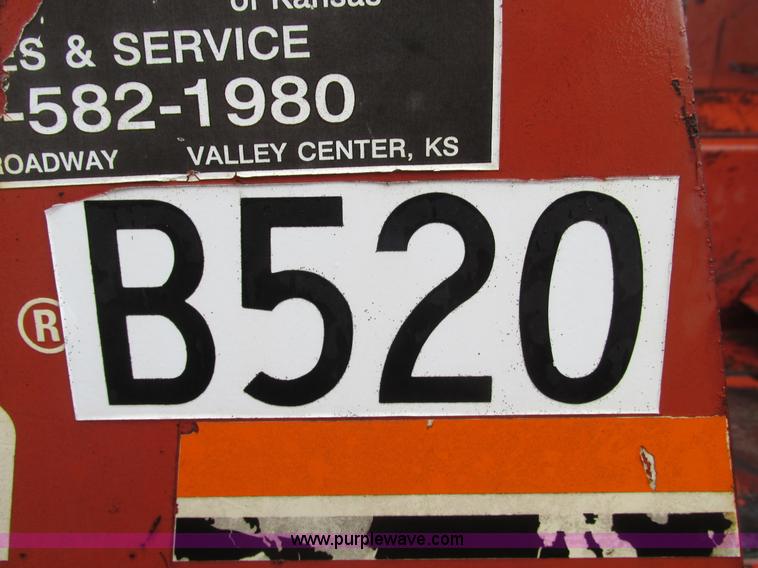 of Kansas
ES & SERVICE
-582-1980
ROADWAY VALLEY CENTER, KS
B520
®
www.purplewave.com